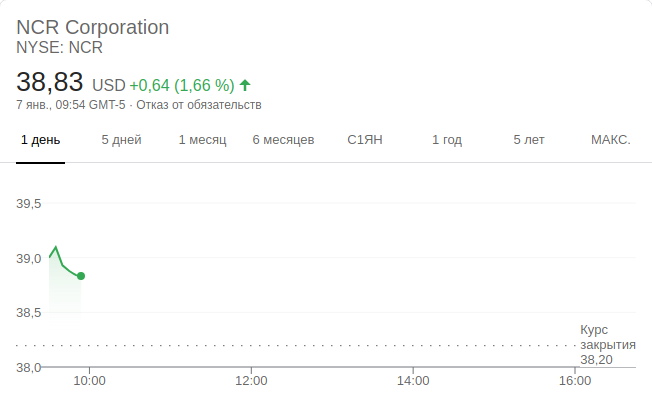 NCR Corporation
NYSE: NCR
38,83 USD +0,64 (1,66 %)
7 янв., 09:54 GMT-5 · Отказ от обязательств
1 день 5 дней 1 месяц 6 месяцев С1ЯН 1 год 5 лет МАКС.
39,5
39,0
38,5
Курс
закрытия
38,20
38,0
10:00 12:00 14:00 16:00